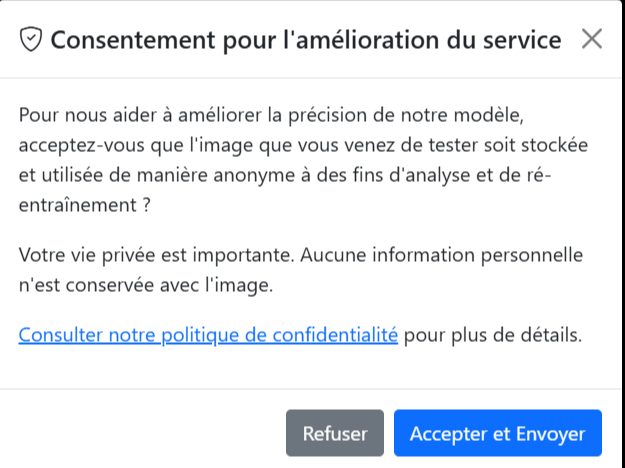 Consentement pour l'amélioration du service
Pour nous aider à améliorer la précision de notre modèle,
acceptez-vous que l'image que vous venez de tester soit stockée
et utilisée de manière anonyme à des fins d'analyse et de ré-
entraînement ?
Votre vie privée est importante. Aucune information personnelle
n'est conservée avec l'image.
Consulter notre politique de confidentialité pour plus de détails.
Refuser
Accepter et Envoyer